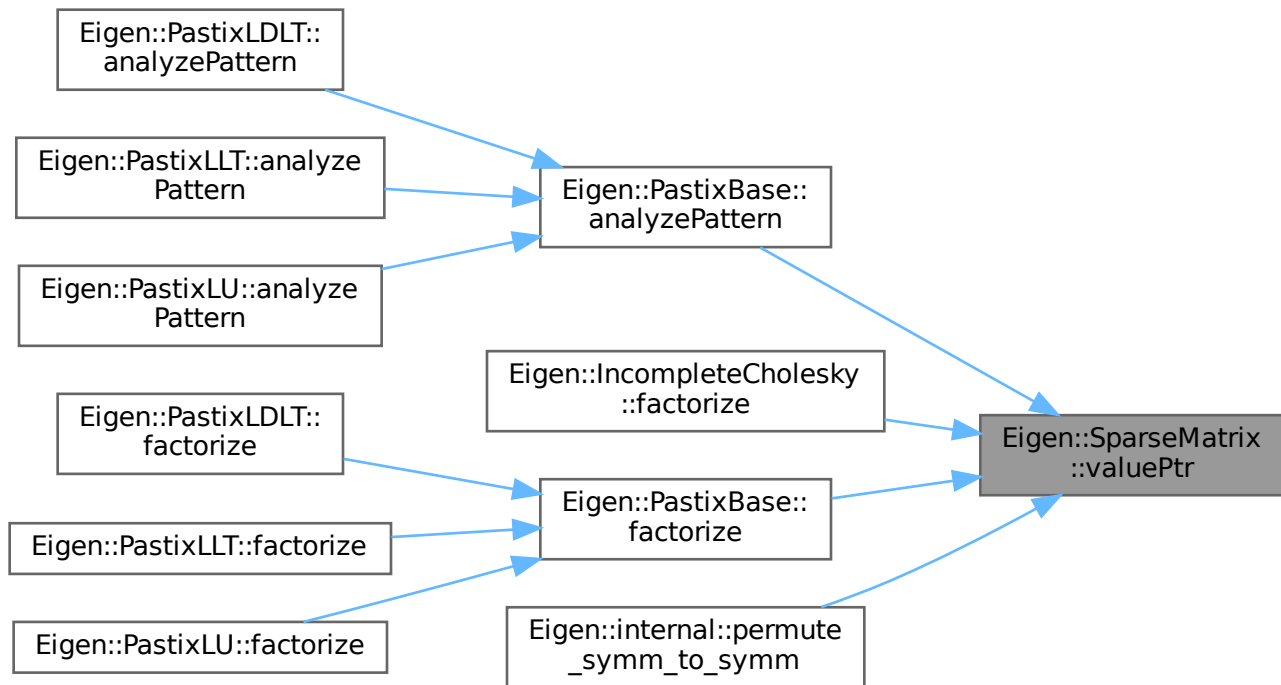 Eigen::PastixLDLT::
analyzePattern
Eigen::PastixLLT::analyze
Pattern
Eigen::PastixLU::analyze
Pattern
Eigen::PastixLDLT::
factorize
Eigen::PastixLLT::factorize
Eigen::PastixLU::factorize
Eigen::PastixBase::
analyzePattern
Eigen::IncompleteCholesky
::factorize
Eigen::PastixBase::
factorize
Eigen::internal::permute
_symm_to_symm
Eigen::SparseMatrix
::valuePtr